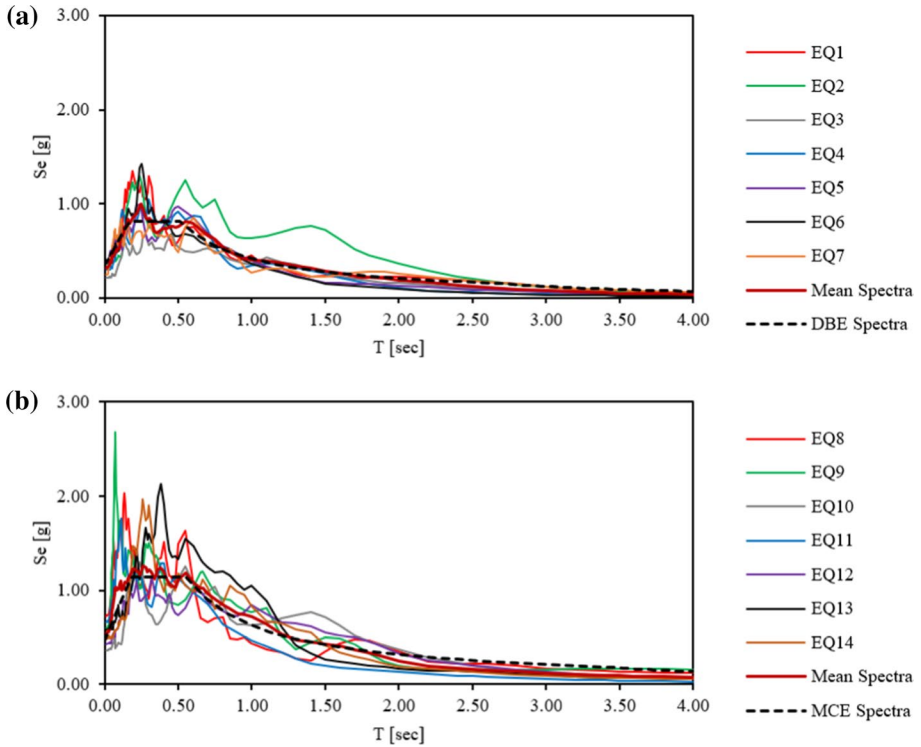 (a)
3.00
2.00
1.00
0.00
Se [g]
0.00 0.50 1.00 1.50 2.00 2.50 3.00 3.50 4.00
T [sec]
EQ1
EQ2
EQ3
EQ4
EQ5
EQ6
EQ7
Mean Spectra
DBE Spectra
(b)
3.00
2.00
1.00
0.00
Se [g]
0.00 0.50 1.00 1.50 2.00 2.50 3.00 3.50 4.00
T [sec]
EQ8
EQ9
EQ10
EQ11
EQ12
EQ13
EQ14
Mean Spectra
MCE Spectra